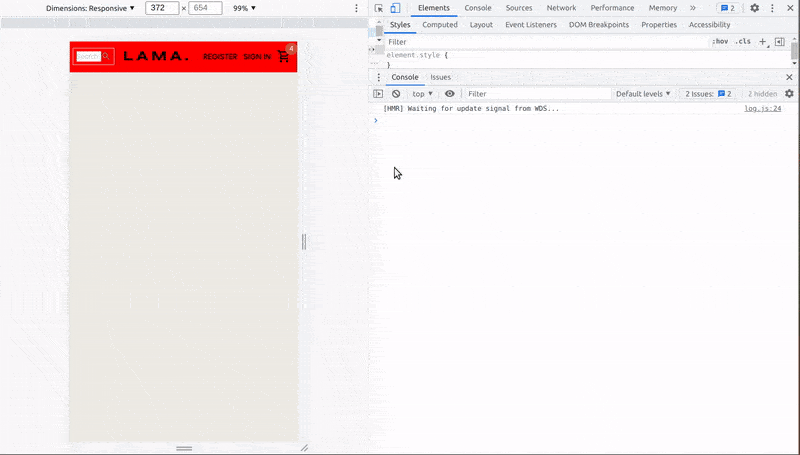 Dimensions: Responsive ▼ 372 × 654 99% ▼
LAMA. REGISTER SIGN IN 4
Elements Console Sources Network Performance Memory » 2
Styles Computed Layout Event Listeners DOM Breakpoints Properties Accessibility
Filter :hov .cls +
element.style {
}
Console Issues
top ▼ Filter Default levels ▼ 2 Issues: 2 2 hidden
[HMR] Waiting for update signal from WDS... log.js:24